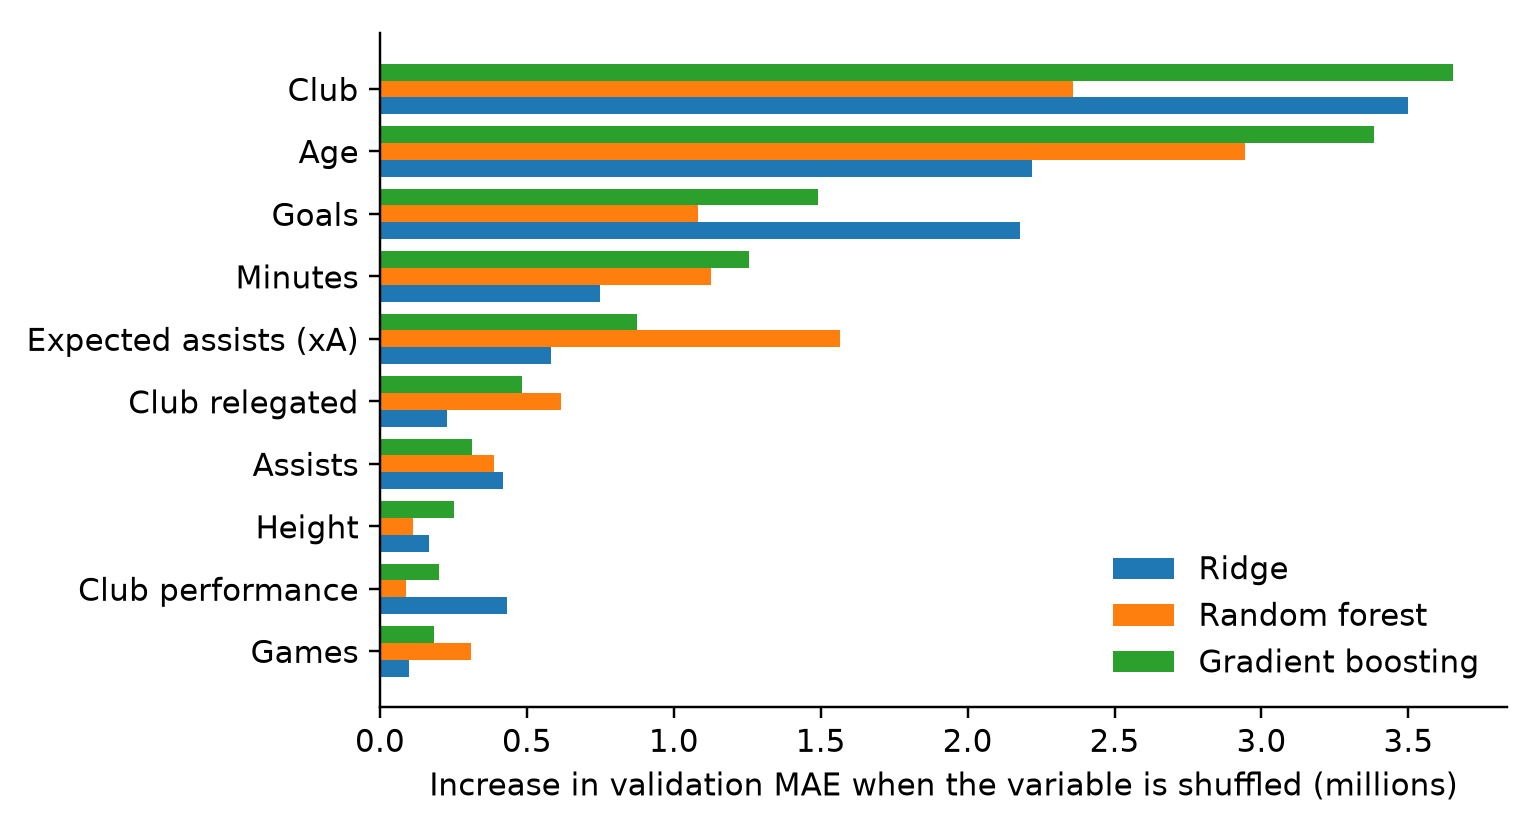 Club
Age
Goals
Minutes
Expected assists (xA)
Club relegated
Assists
Height
Club performance
Games
Ridge
Random forest
Gradient boosting
0.0 0.5 1.0 1.5 2.0 2.5 3.0 3.5
Increase in validation MAE when the variable is shuffled (millions)